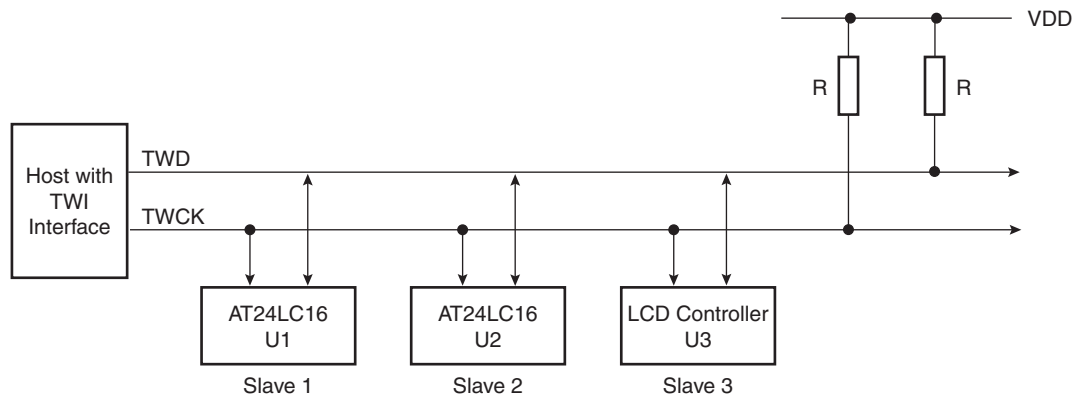 VDD
R
R
Host with
TWI
Interface
TWD
TWCK
AT24LC16
U1
AT24LC16
U2
LCD Controller
U3
Slave 1
Slave 2
Slave 3